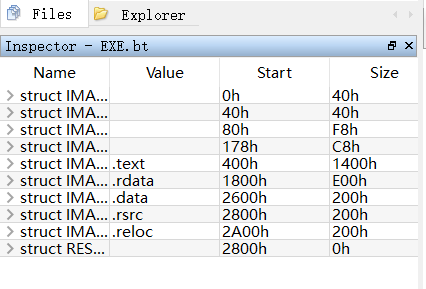 Files Explorer
Inspector - EXE.bt
Name Value Start Size
struct IMA... 0h 40h
struct IMA... 40h 40h
struct IMA... 80h F8h
struct IMA... 178h C8h
struct IMA... .text 400h 1400h
struct IMA... .rdata 1800h E00h
struct IMA... .data 2600h 200h
struct IMA... .rsrc 2800h 200h
struct IMA... .reloc 2A00h 200h
struct RES... 2800h 0h